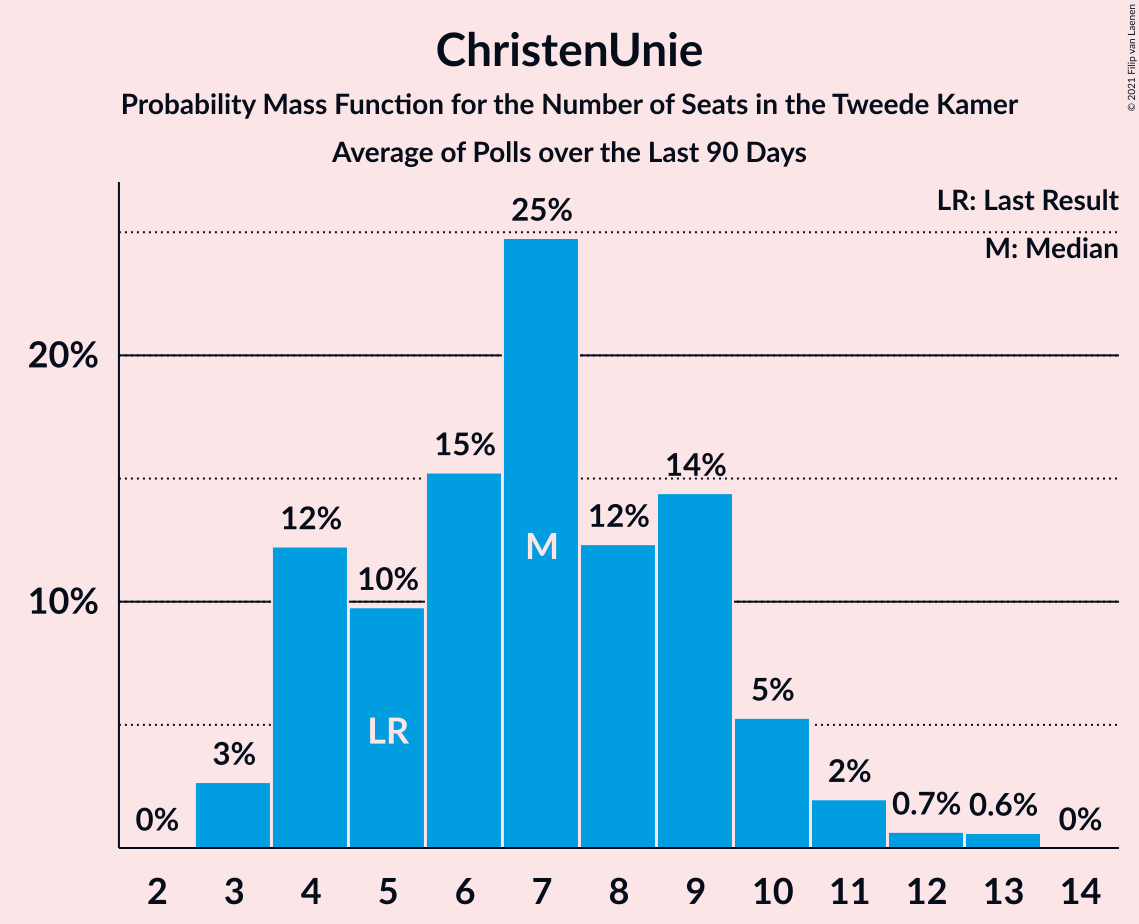 ChristenUnie
Probability Mass Function for the Number of Seats in the Tweede Kamer
Average of Polls over the Last 90 Days
© 2021 Filip van Laenen
LR: Last Result
M: Median
20%
10%
0%
3%
12%
10%
15%
25%
12%
14%
5%
2%
0.7%
0.6%
0%
LR
M
2 3 4 5 6 7 8 9 10 11 12 13 14